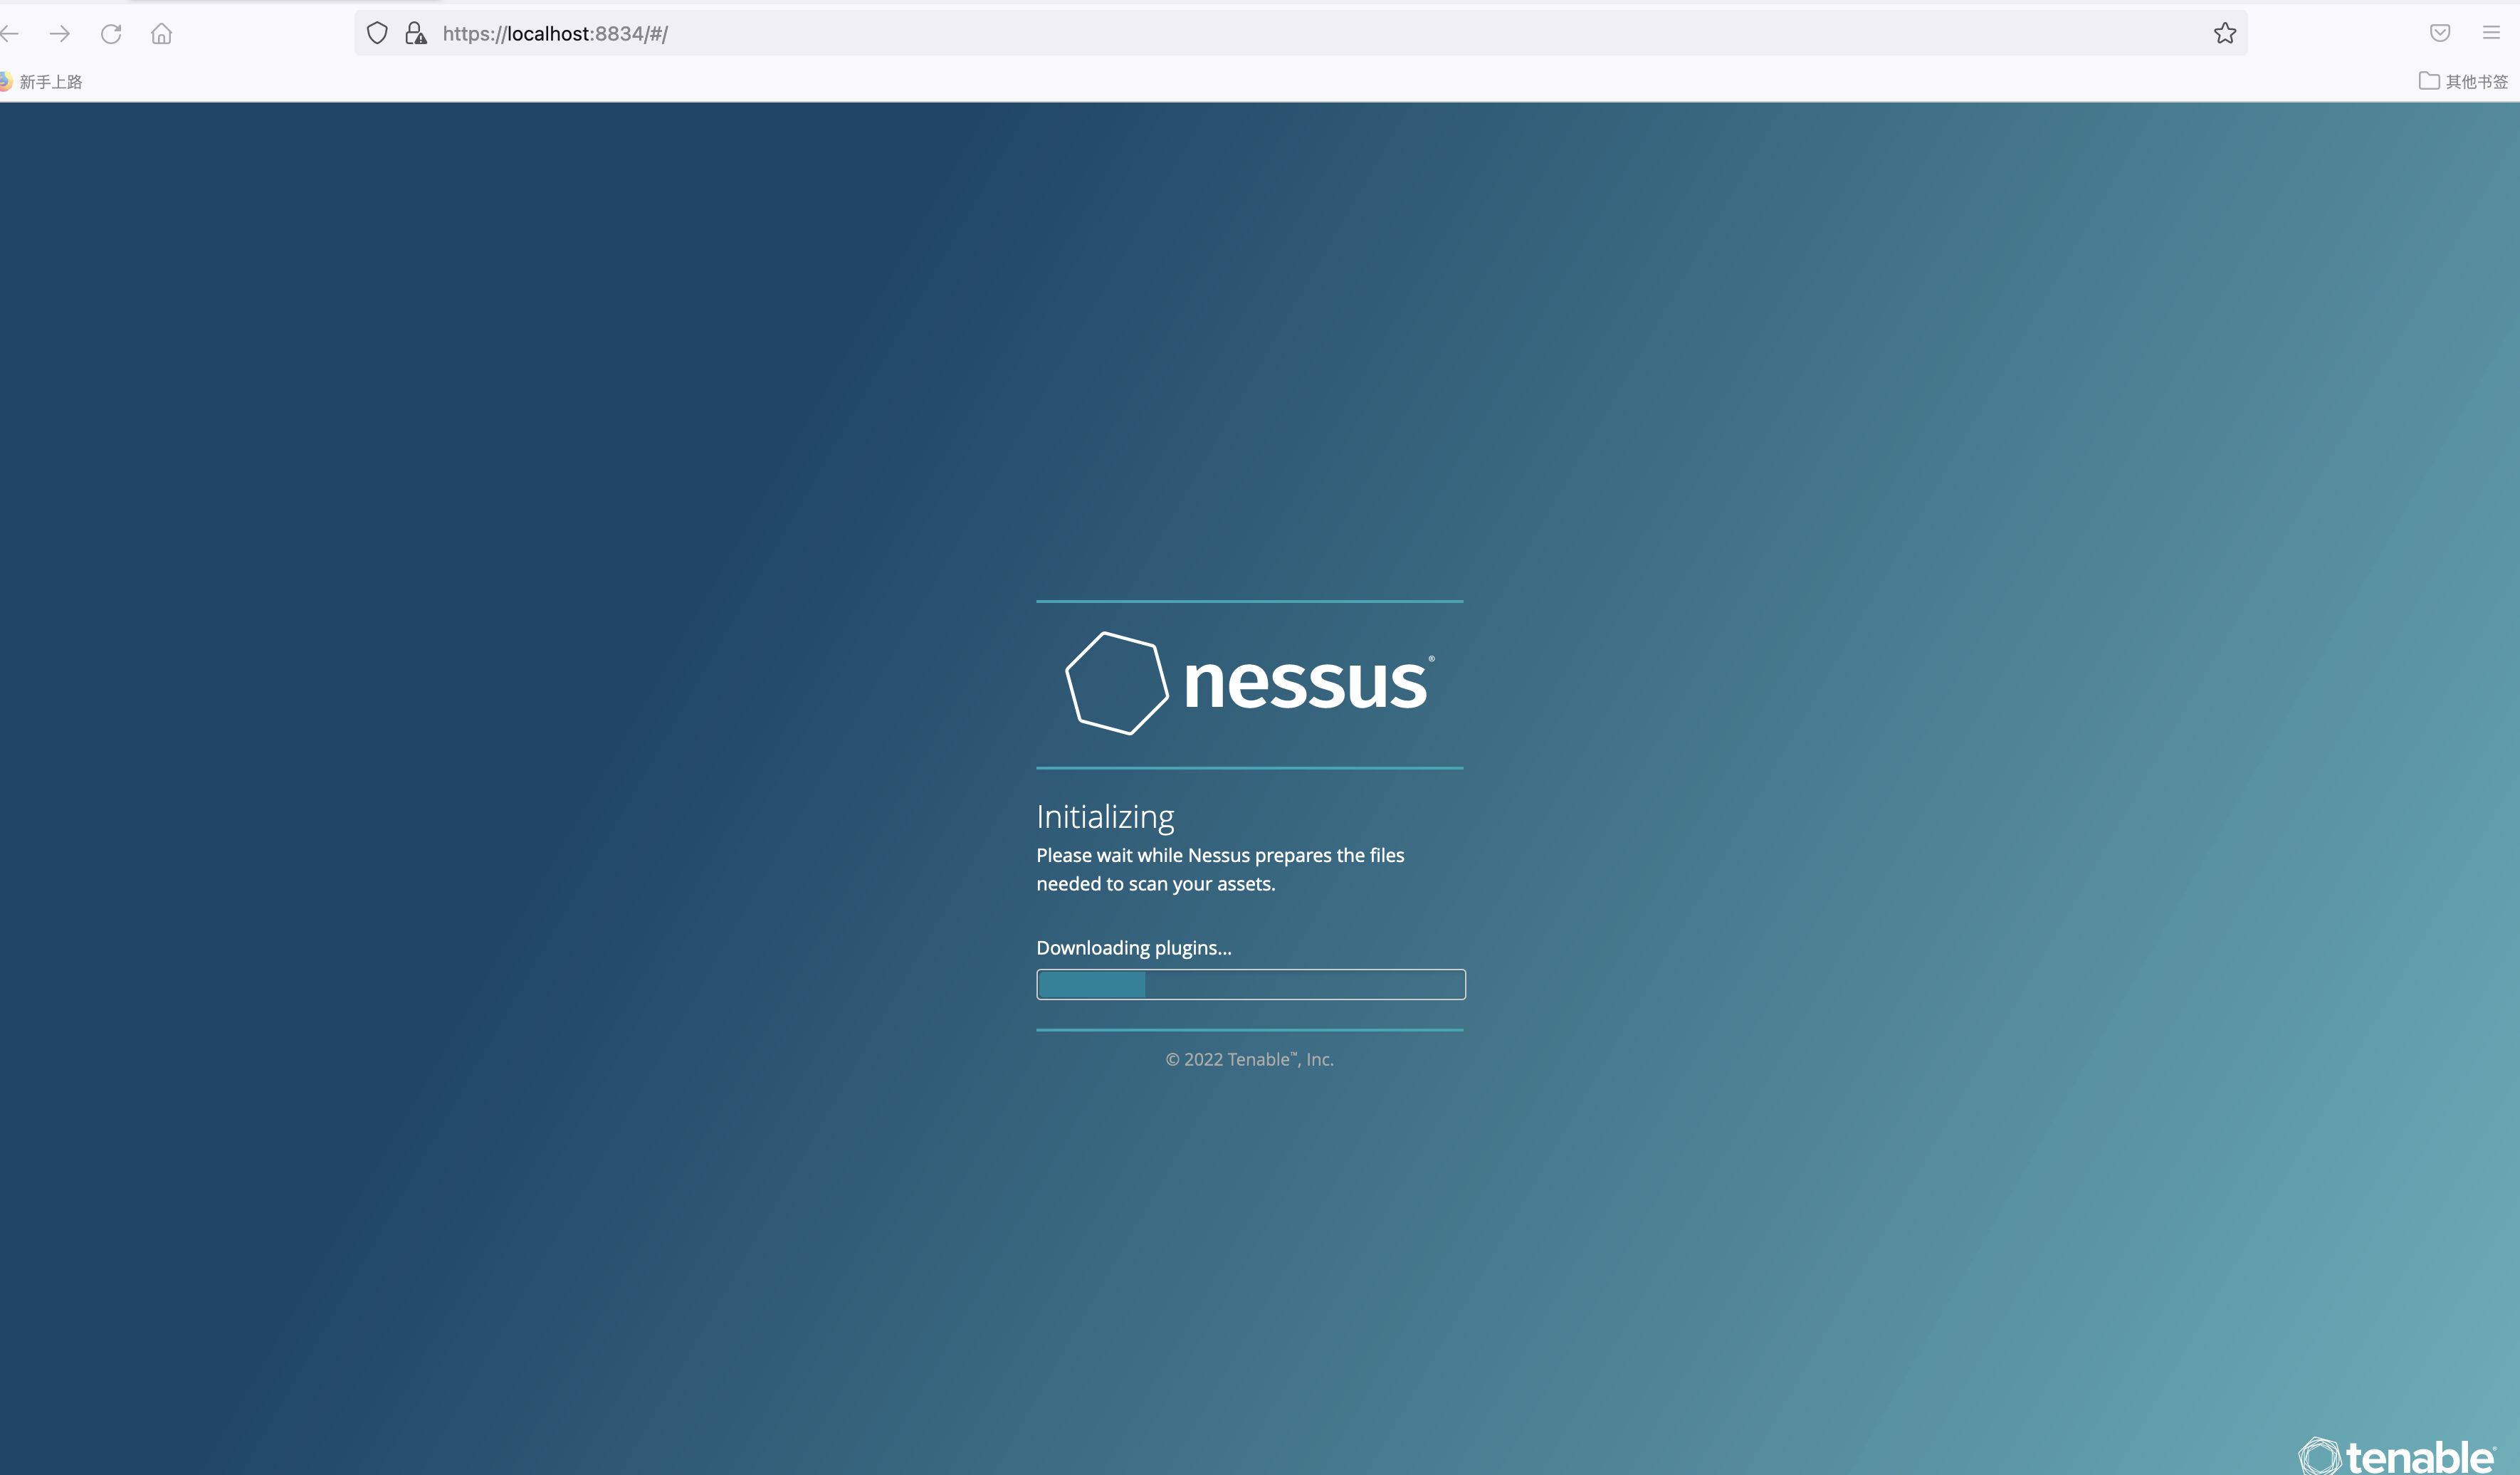 https://localhost:8834/#/
新手上路
其他书签
nessus®
Initializing
Please wait while Nessus prepares the files
needed to scan your assets.
Downloading plugins...
© 2022 Tenable™, Inc.
tenable®